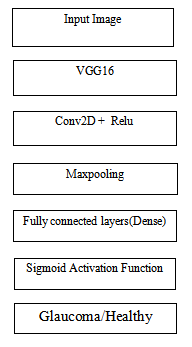 Input Image
VGG16
Conv2D + Relu
Maxpooling
Fully connected layers(Dense)
Sigmoid Activation Function
Glaucoma/Healthy